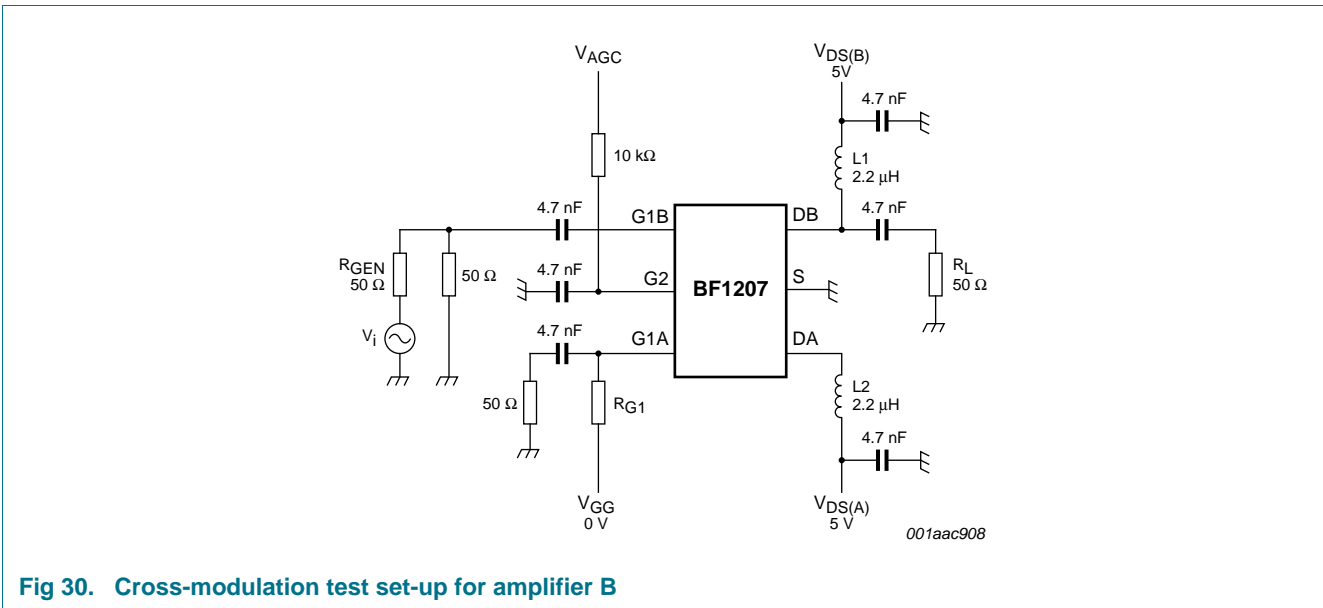 VAGC
VDS(B)
5V
4.7 nF
10 kΩ
L1
2.2 μH
4.7 nF
G1B
DB
4.7 nF
RGEN
50 Ω
50 Ω
4.7 nF
G2
BF1207
S
RL
50 Ω
Vi
4.7 nF
G1A
DA
50 Ω
RG1
L2
2.2 μH
4.7 nF
VGG
0 V
VDS(A)
5 V
001aac908
Fig 30. Cross-modulation test set-up for amplifier B